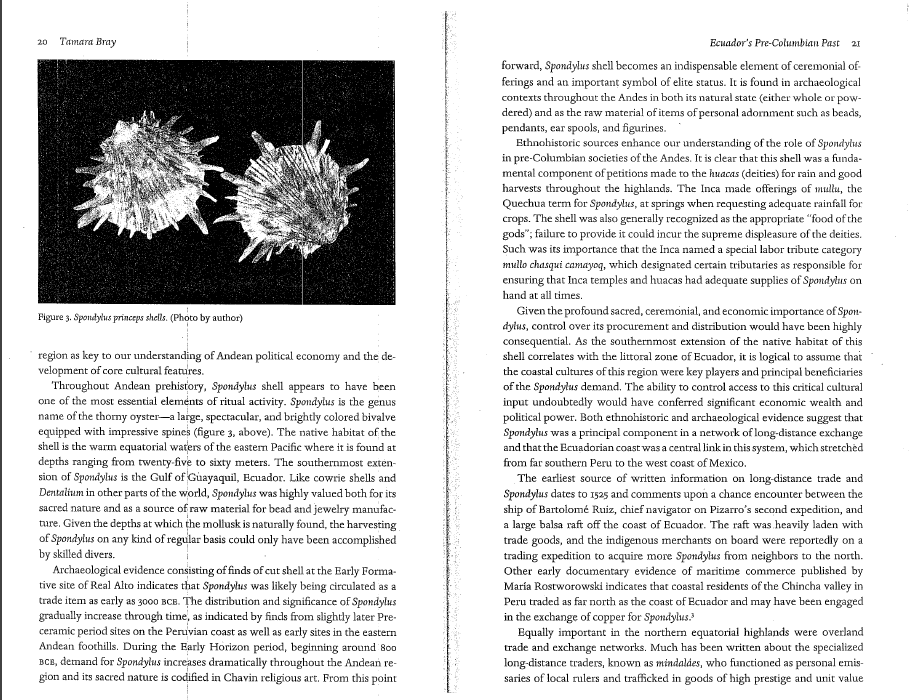 20 Tamara Bray
Figure 3. Spondylus princeps shells. (Photo by author)
region as key to our understanding of Andean political economy and the de-
velopment of core cultural features.
Throughout Andean prehistory, Spondylus shell appears to have been
one of the most essential elements of ritual activity. Spondylus is the genus
name of the thorny oyster—a large, spectacular, and brightly colored bivalve
equipped with impressive spines (figure 3, above). The native habitat of the
shell is the warm equatorial waters of the eastern Pacific where it is found at
depths ranging from twenty-five to sixty meters. The southernmost exten-
sion of Spondylus is the Gulf of Guayaquil, Ecuador. Like cowrie shells and
Dentalium in other parts of the world, Spondylus was highly valued both for its
sacred nature and as a source of raw material for bead and jewelry manufac-
ture. Given the depths at which the mollusk is naturally found, the harvesting
of Spondylus on any kind of regular basis could only have been accomplished
by skilled divers.
Archaeological evidence consisting of finds of cut shell at the Early Forma-
tive site of Real Alto indicates that Spondylus was likely being circulated as a
trade item as early as 3000 BCE. The distribution and significance of Spondylus
gradually increase through time, as indicated by finds from slightly later Pre-
ceramic period sites on the Peruvian coast as well as early sites in the eastern
Andean foothills. During the Early Horizon period, beginning around 800
BCE, demand for Spondylus increases dramatically throughout the Andean re-
gion and its sacred nature is codified in Chavin religious art. From this point
Ecuador's Pre-Columbian Past 21
forward, Spondylus shell becomes an indispensable element of ceremonial of-
ferings and an important symbol of elite status. It is found in archaeological
contexts throughout the Andes in both its natural state (either whole or pow-
dered) and as the raw material of items of personal adornment such as beads,
pendants, ear spools, and figurines.
Ethnohistoric sources enhance our understanding of the role of Spondylus
in pre-Columbian societies of the Andes. It is clear that this shell was a funda-
mental component of petitions made to the huacas (deities) for rain and good
harvests throughout the highlands. The Inca made offerings of mullu, the
Quechua term for Spondylus, at springs when requesting adequate rainfall for
crops. The shell was also generally recognized as the appropriate "food of the
gods"; failure to provide it could incur the supreme displeasure of the deities.
Such was its importance that the Inca named a special labor tribute category
mullo chasqui camayoq, which designated certain tributaries as responsible for
ensuring that Inca temples and huacas had adequate supplies of Spondylus on
hand at all times.
Given the profound sacred, ceremonial, and economic importance of Spon-
dylus, control over its procurement and distribution would have been highly
consequential. As the southernmost extension of the native habitat of this
shell correlates with the littoral zone of Ecuador, it is logical to assume that
the coastal cultures of this region were key players and principal beneficiaries
of the Spondylus demand. The ability to control access to this critical cultural
input undoubtedly would have conferred significant economic wealth and
political power. Both ethnohistoric and archaeological evidence suggest that
Spondylus was a principal component in a network of long-distance exchange
and that the Ecuadorian coast was a central link in this system, which stretched
from far southern Peru to the west coast of Mexico.
The earliest source of written information on long-distance trade and
Spondylus dates to 1525 and comments upon a chance encounter between the
ship of Bartolomé Ruiz, chief navigator on Pizarro's second expedition, and
a large balsa raft off the coast of Ecuador. The raft was heavily laden with
trade goods, and the indigenous merchants on board were reportedly on a
trading expedition to acquire more Spondylus from neighbors to the north.
Other early documentary evidence of maritime commerce published by
María Rostworowski indicates that coastal residents of the Chincha valley in
Peru traded as far north as the coast of Ecuador and may have been engaged
in the exchange of copper for Spondylus.³
Equally important in the northern equatorial highlands were overland
trade and exchange networks. Much has been written about the specialized
long-distance traders, known as mindaláes, who functioned as personal emis-
saries of local rulers and trafficked in goods of high prestige and unit value